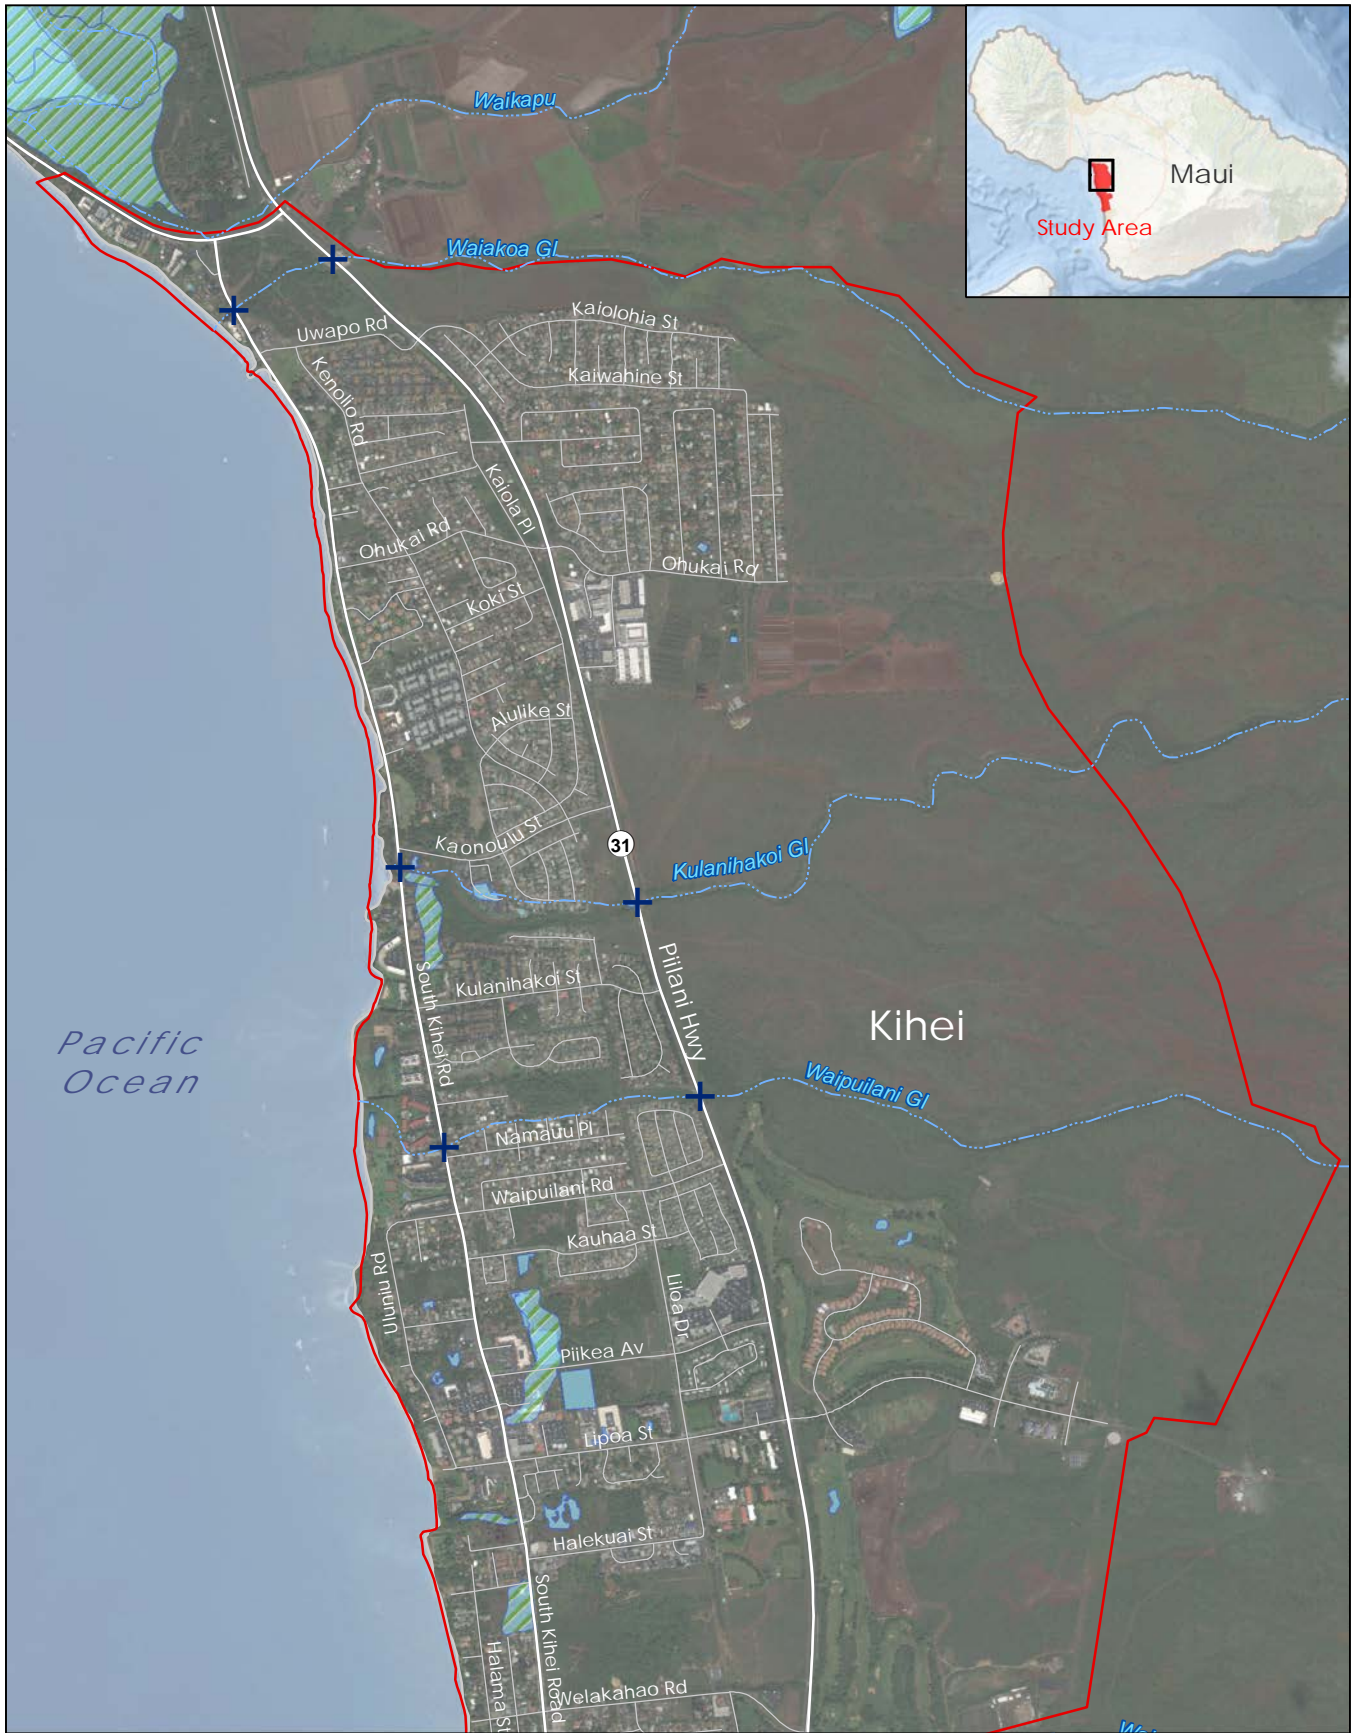 Waikapu
Maui
Study Area
Waiakoa Gl
Kaiolohia St
Uwapo Rd
Kaiwahine St
Kenolio Rd
Kaiola Pl
Ohukai Rd
Ohukai Rd
Koki St
Alulike St
Kaonoulu St
31
Kulanihakoi Gl
Piilani Hwy
South Kihei Rd
Kulanihakoi St
Kihei
Pacific
Ocean
Waipuilani Gl
Namauu Pl
Waipuilani Rd
Kauhaa St
Uluniu Rd
Liloa Dr
Piikea Av
Lipoa St
Halekuai St
South Kihei Road
Halama St
Welakahao Rd